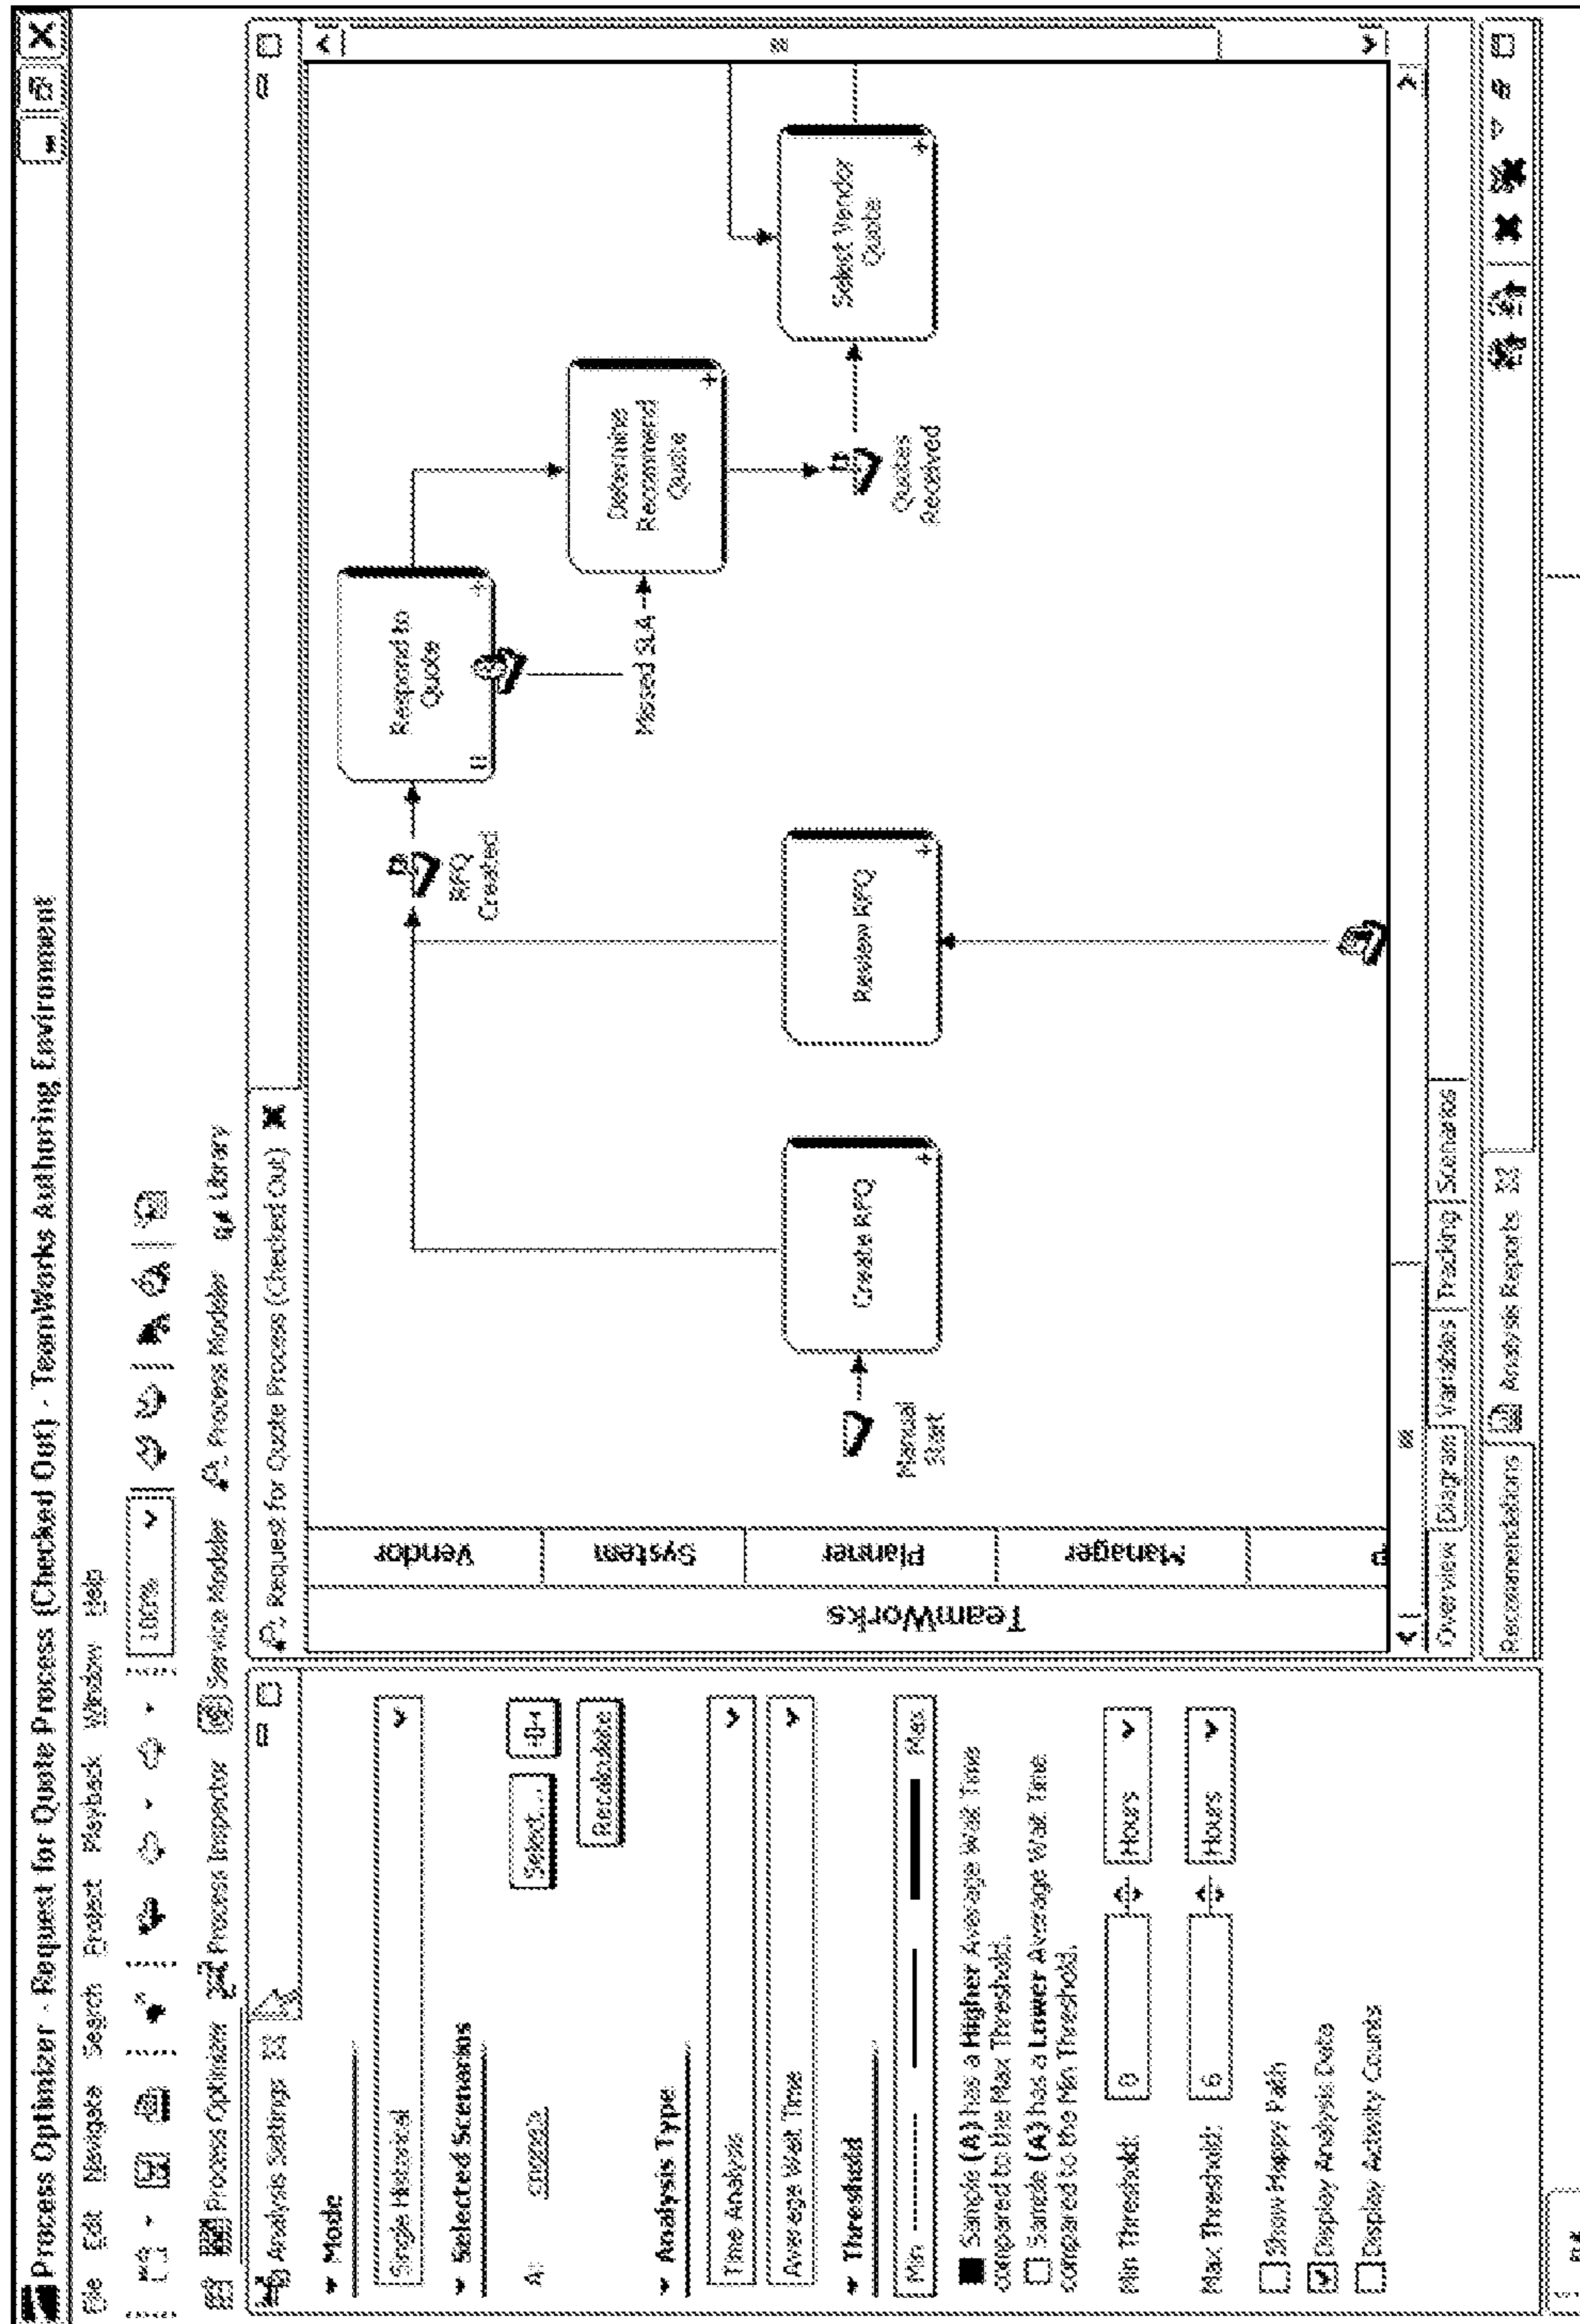 Process Optimizer - Request for Quote Process (Checked Out) - TeamWorks Authoring Environment
File Edit Navigate Search Project Playback Window Help
100%
Process Optimizer Process Inspector Service Modeler Process Modeler Library
Analysis Settings
Mode
Single Historical
Selected Scenarios
A: <none>
Select...
Recalculate
Analysis Type
Time Analysis
Average Wait Time
Threshold
Min Max
Sample (A) has a Higher Average Wait Time
compared to the Max Threshold.
Sample (A) has a Lower Average Wait Time
compared to the Min Threshold.
Min Threshold: 0 Hours
Max Threshold: 6 Hours
Show Happy Path
Display Analysis Data
Display Activity Counts
Request for Quote Process (Checked Out)
TeamWorks
Vendor
System
Planner
Manager
P
Manual
Start
Create RFQ
Review RFQ
RFQ
Created
Respond to
Quote
Missed SLA
Determine
Recommend
Quote
Quotes
Received
Select Vendor
Quote
Overview Diagram Variables Tracking Scenarios
Recommendations Analysis Reports